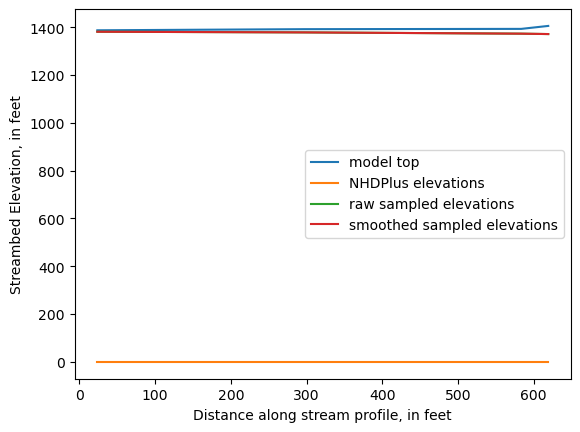 1400
1200
1000
800
600
400
200
0
Streambed Elevation, in feet
model top
NHDPlus elevations
raw sampled elevations
smoothed sampled elevations
0 100 200 300 400 500 600
Distance along stream profile, in feet